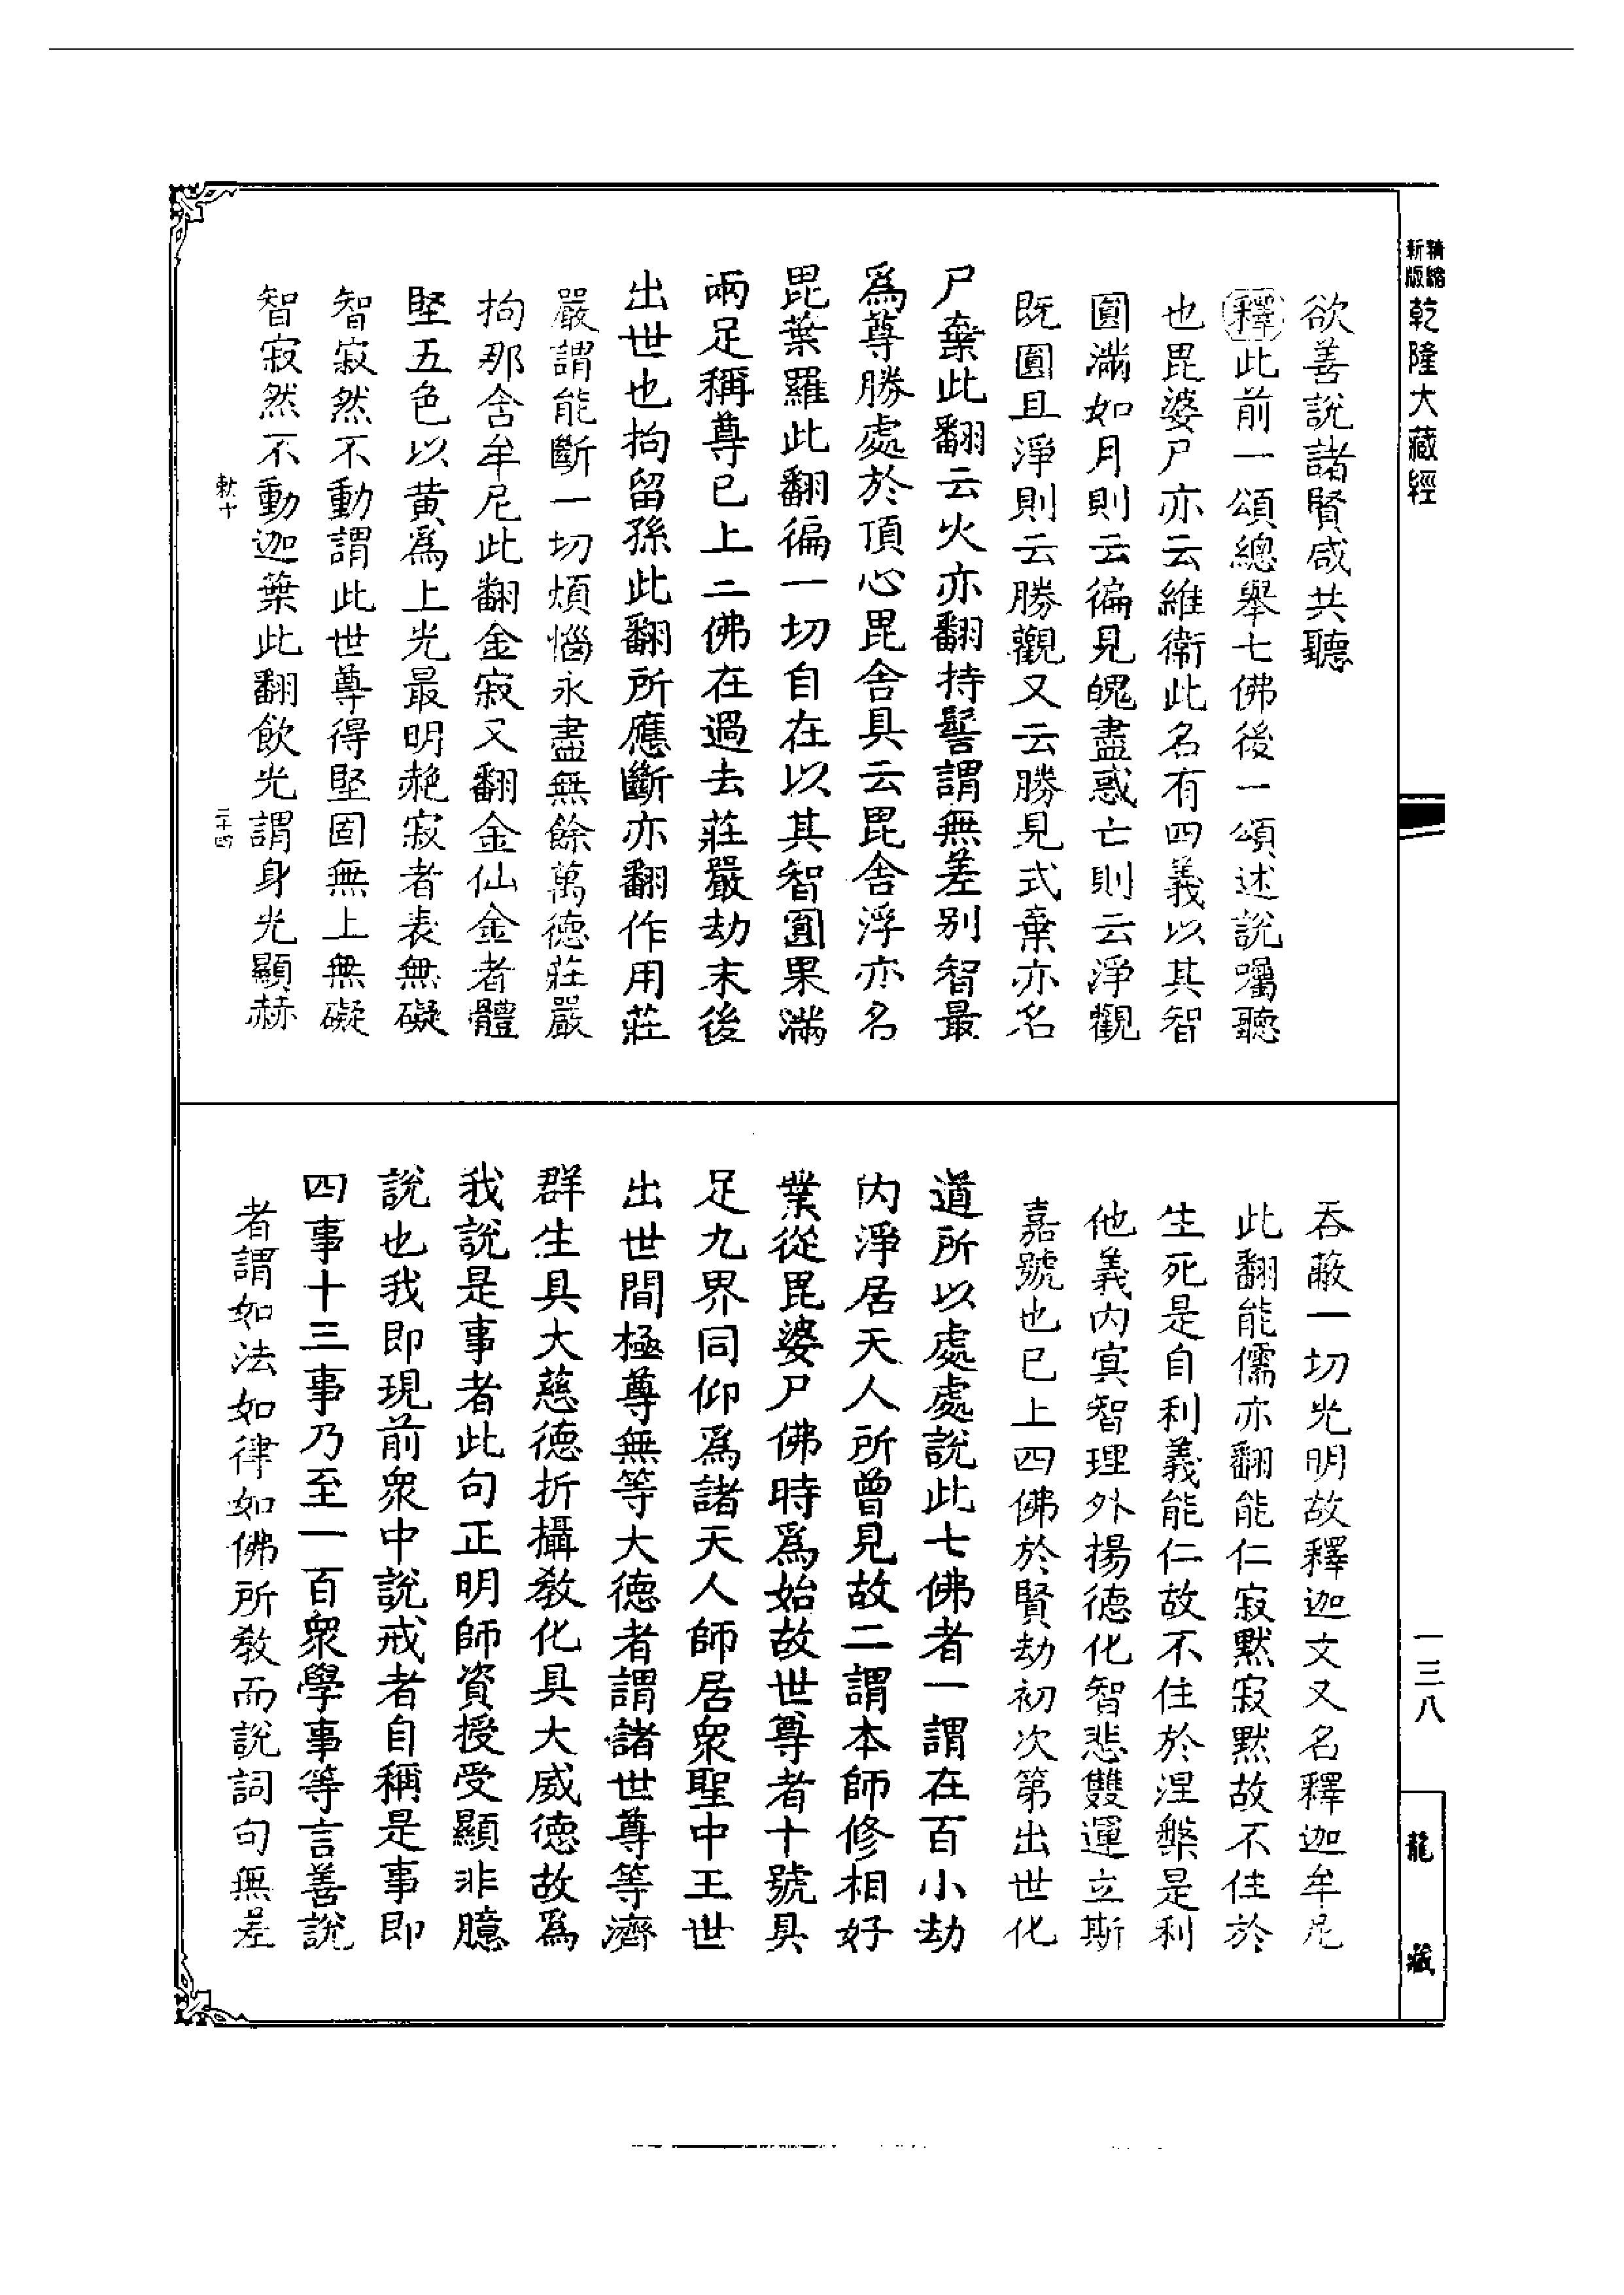 精縮
新版
乾隆大藏經
欲善說諸賢咸共聽
釋此前一頌總舉七佛後一頌述說囑聽
也毘婆尸亦云維衛此名有四義以其智
圓滿如月則云徧見魄盡惑亡則云淨觀
既圓且淨則云勝觀又云勝見式棄亦名
尸棄此翻云火亦翻持髻謂無差別智最
爲尊勝處於頂心毘舍具云毘舍浮亦名
毘葉羅此翻徧一切自在以其智圓果滿
兩足稱尊已上二佛在過去莊嚴劫末後
出世也拘留孫此翻所應斷亦翻作用莊
嚴謂能斷一切煩惱永盡無餘萬德莊嚴
拘那含牟尼此翻金寂又翻金仙金者體
堅五色以黃爲上光最明赩寂者表無礙
智寂然不動謂此世尊得堅固無上無礙
智寂然不動迦葉此翻飲光謂身光顯赫
二十四
吞蔽一切光明故釋迦文又名釋迦牟尼
此翻能儒亦翻能仁寂默寂默故不住於
生死是自利義能仁故不住於涅槃是利
他義內冥智理外揚德化智悲雙運立斯
嘉號也已上四佛於賢劫初次第出世化
道所以處處說此七佛者一謂在百小劫
內淨居天人所曾見故二謂本師修相好
業從毘婆尸佛時爲始故世尊者十號具
足九界同仰爲諸天人師居衆聖中王世
出世間極尊無等大德者謂諸世尊等濟
群生具大慈德折攝敎化具大威德故爲
我說是事者此句正明師資授受顯非臆
說也我即現前衆中說戒者自稱是事即
四事十三事乃至一百衆學事等言善說
者謂如法如律如佛所敎而說詞句無差
一三八
龍藏